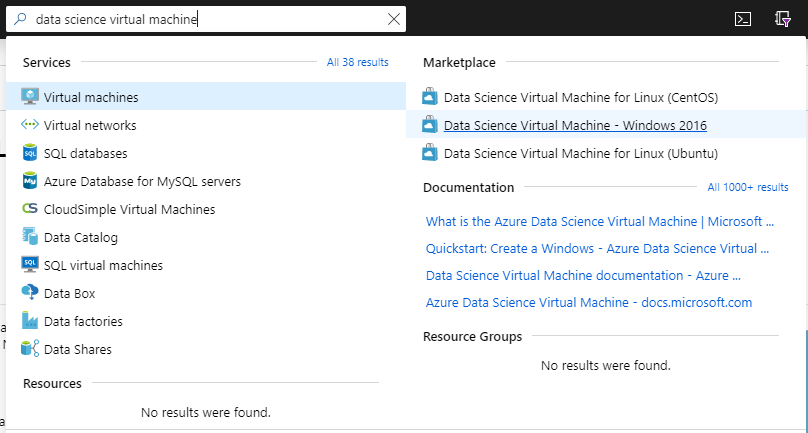 data science virtual machine
Services
All 38 results
Virtual machines
Virtual networks
SQL databases
Azure Database for MySQL servers
CloudSimple Virtual Machines
Data Catalog
SQL virtual machines
Data Box
Data factories
Data Shares
Resources
No results were found.
Marketplace
Data Science Virtual Machine for Linux (CentOS)
Data Science Virtual Machine - Windows 2016
Data Science Virtual Machine for Linux (Ubuntu)
Documentation
All 1000+ results
What is the Azure Data Science Virtual Machine | Microsoft ...
Quickstart: Create a Windows - Azure Data Science Virtual ...
Data Science Virtual Machine documentation - Azure ...
Azure Data Science Virtual Machine - docs.microsoft.com
Resource Groups
No results were found.